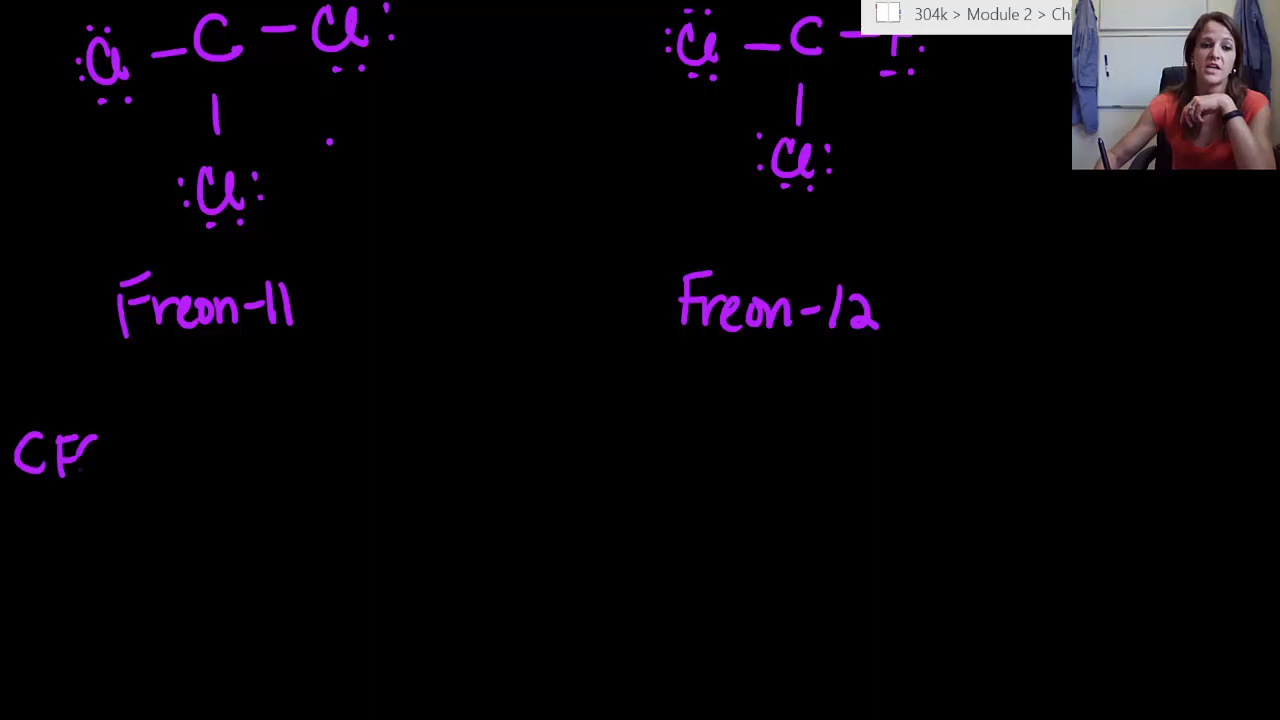 304k > Module 2 > Ch
Cl – C – Cl
Cl – C – F
Cl
Cl
Freon-11
Freon-12
CF